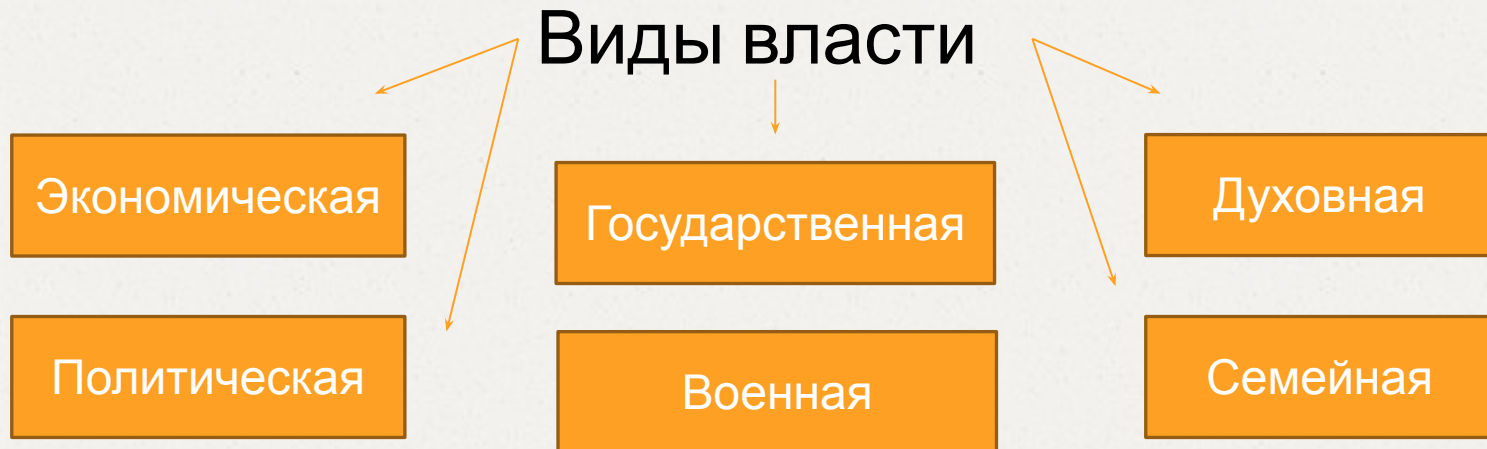 Виды власти
Экономическая
Государственная
Духовная
Политическая
Военная
Семейная